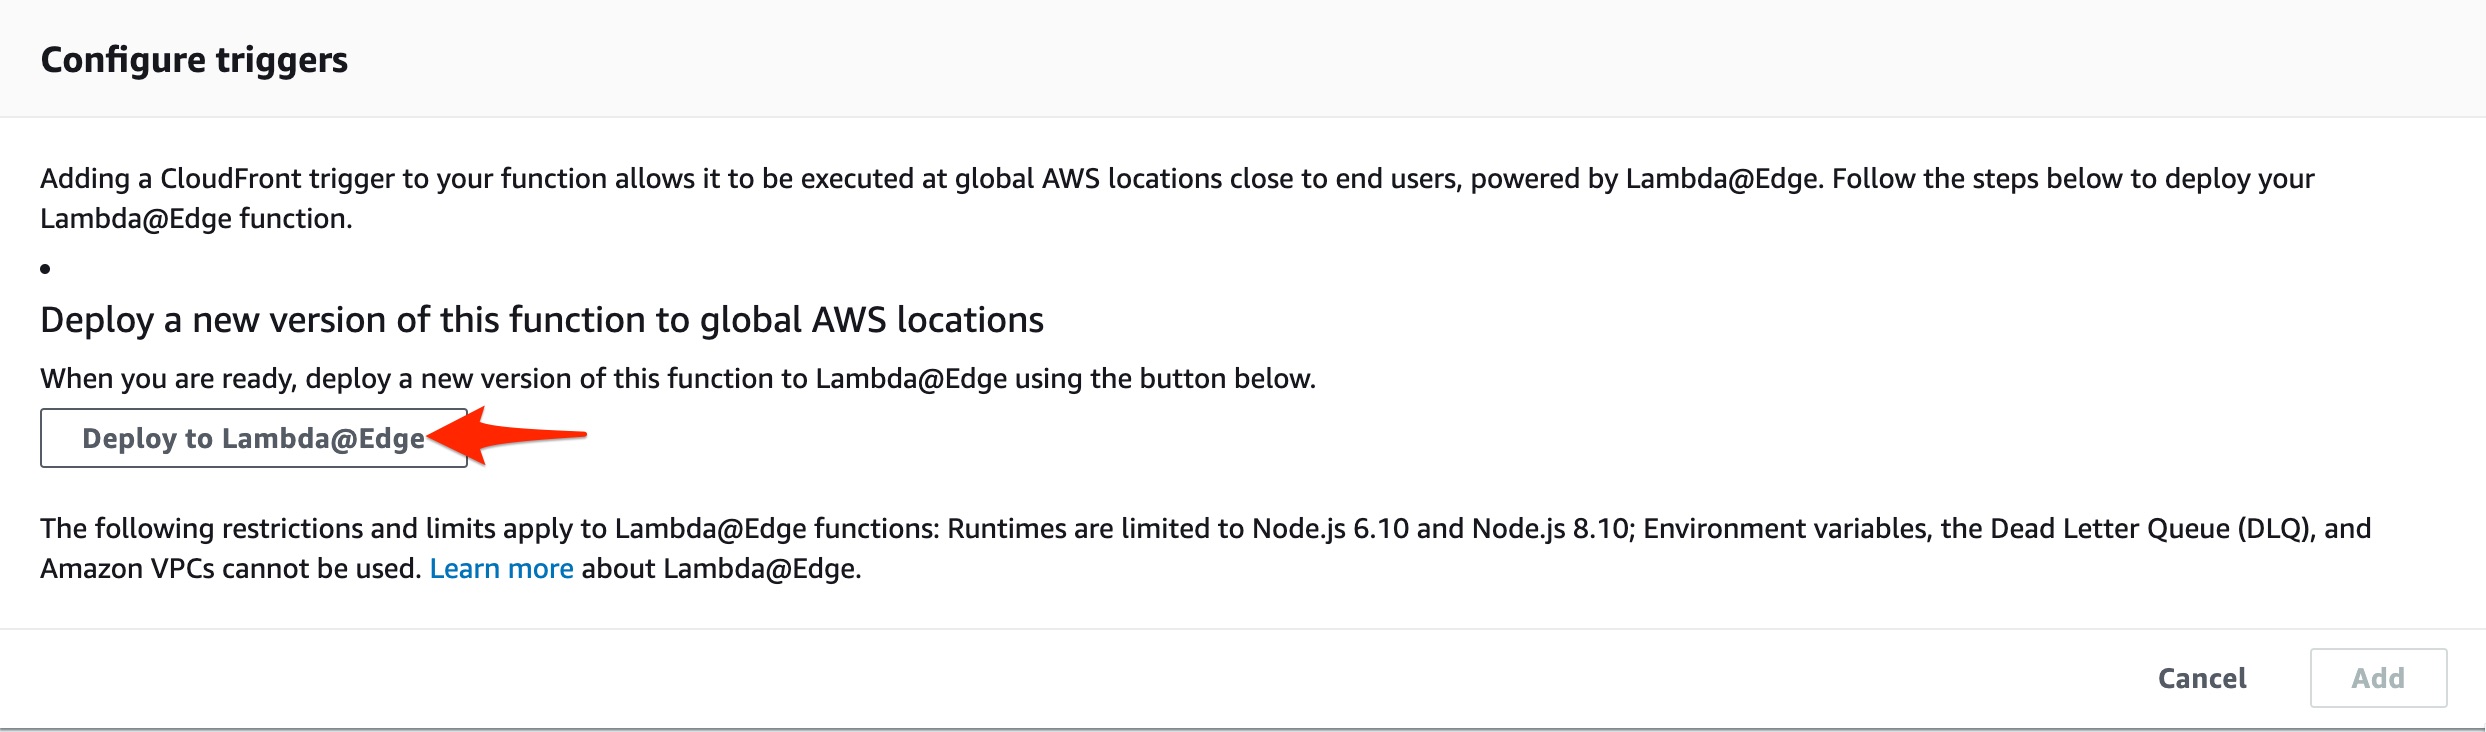 Configure triggers
Adding a CloudFront trigger to your function allows it to be executed at global AWS locations close to end users, powered by Lambda@Edge. Follow the steps below to deploy your
Lambda@Edge function.
•
Deploy a new version of this function to global AWS locations
When you are ready, deploy a new version of this function to Lambda@Edge using the button below.
Deploy to Lambda@Edge
The following restrictions and limits apply to Lambda@Edge functions: Runtimes are limited to Node.js 6.10 and Node.js 8.10; Environment variables, the Dead Letter Queue (DLQ), and
Amazon VPCs cannot be used. Learn more about Lambda@Edge.
Cancel
Add